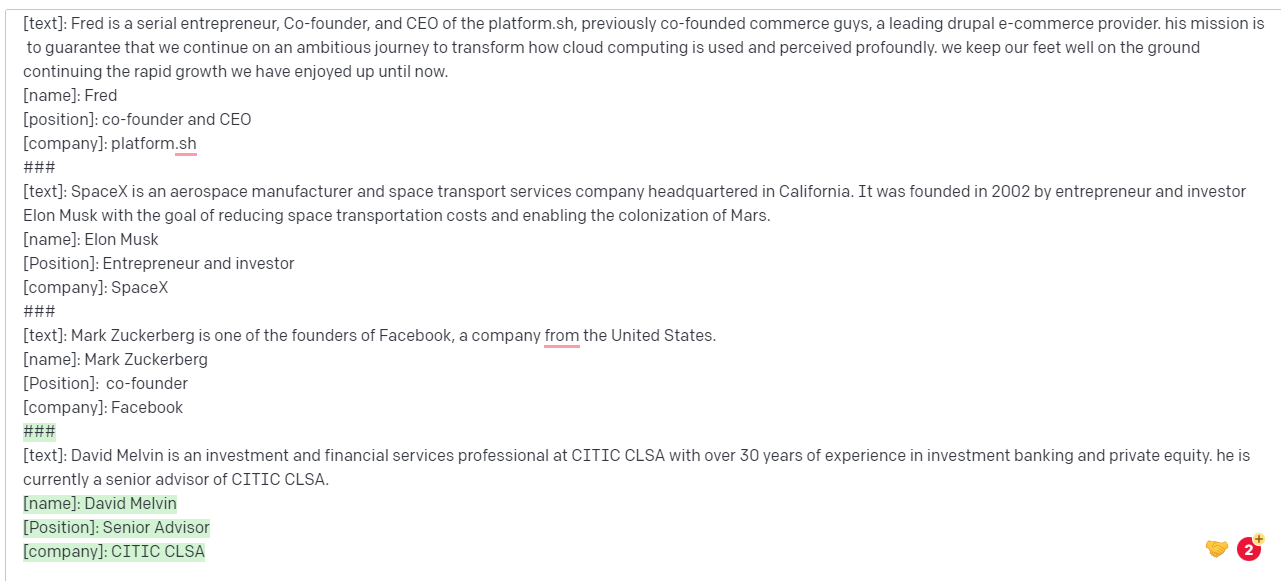 [text]: Fred is a serial entrepreneur, Co-founder, and CEO of the platform.sh, previously co-founded commerce guys, a leading drupal e-commerce provider. his mission is
to guarantee that we continue on an ambitious journey to transform how cloud computing is used and perceived profoundly. we keep our feet well on the ground
continuing the rapid growth we have enjoyed up until now.
[name]: Fred
[position]: co-founder and CEO
[company]: platform.sh
###
[text]: SpaceX is an aerospace manufacturer and space transport services company headquartered in California. It was founded in 2002 by entrepreneur and investor
Elon Musk with the goal of reducing space transportation costs and enabling the colonization of Mars.
[name]: Elon Musk
[Position]: Entrepreneur and investor
[company]: SpaceX
###
[text]: Mark Zuckerberg is one of the founders of Facebook, a company from the United States.
[name]: Mark Zuckerberg
[Position]: co-founder
[company]: Facebook
###
[text]: David Melvin is an investment and financial services professional at CITIC CLSA with over 30 years of experience in investment banking and private equity. he is
currently a senior advisor of CITIC CLSA.
[name]: David Melvin
[Position]: Senior Advisor
[company]: CITIC CLSA
2
+